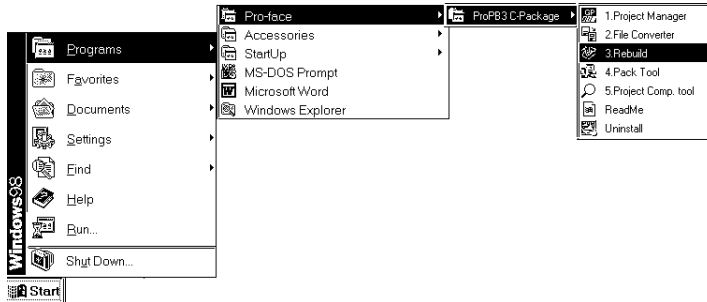 Pro-face
Accessories
StartUp
MS-DOS Prompt
Microsoft Word
Windows Explorer
ProPB3 C-Package
1.Project Manager
2.File Converter
3.Rebuild
4.Pack Tool
5.Project Comp. tool
ReadMe
Uninstall
Programs
Favorites
Documents
Settings
Find
Help
Run...
Shut Down...
Windows98
Start